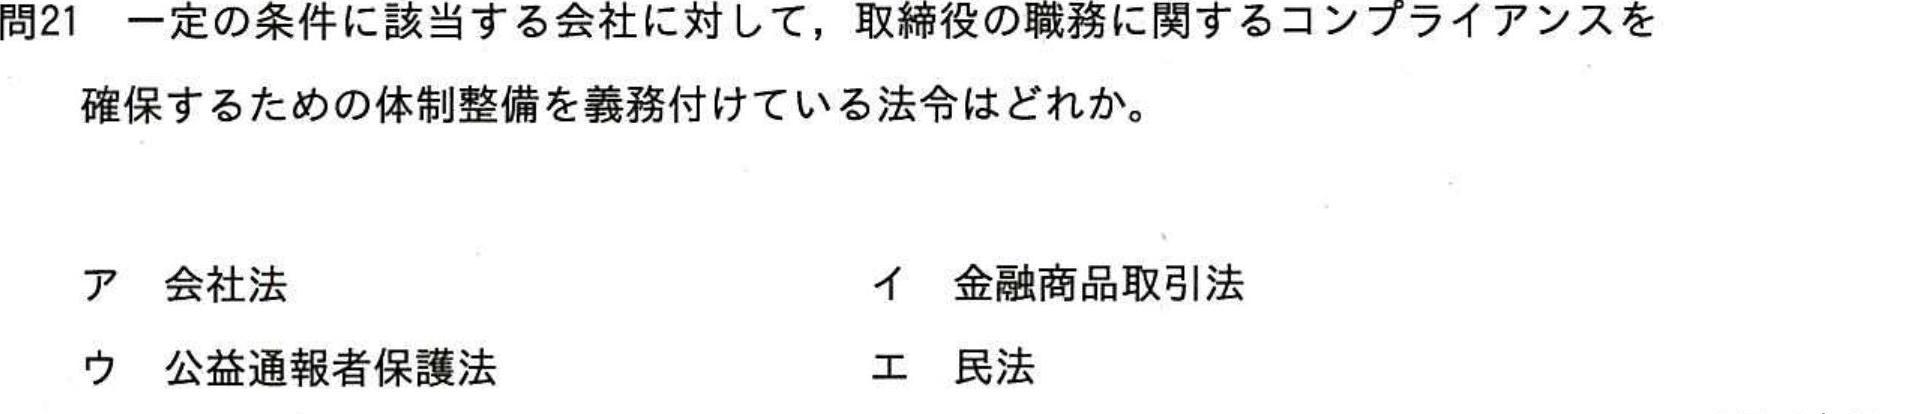 問21　一定の条件に該当する会社に対して，取締役の職務に関するコンプライアンスを
確保するための体制整備を義務付けている法令はどれか。
ア　会社法　イ　金融商品取引法
ウ　公益通報者保護法　エ　民法